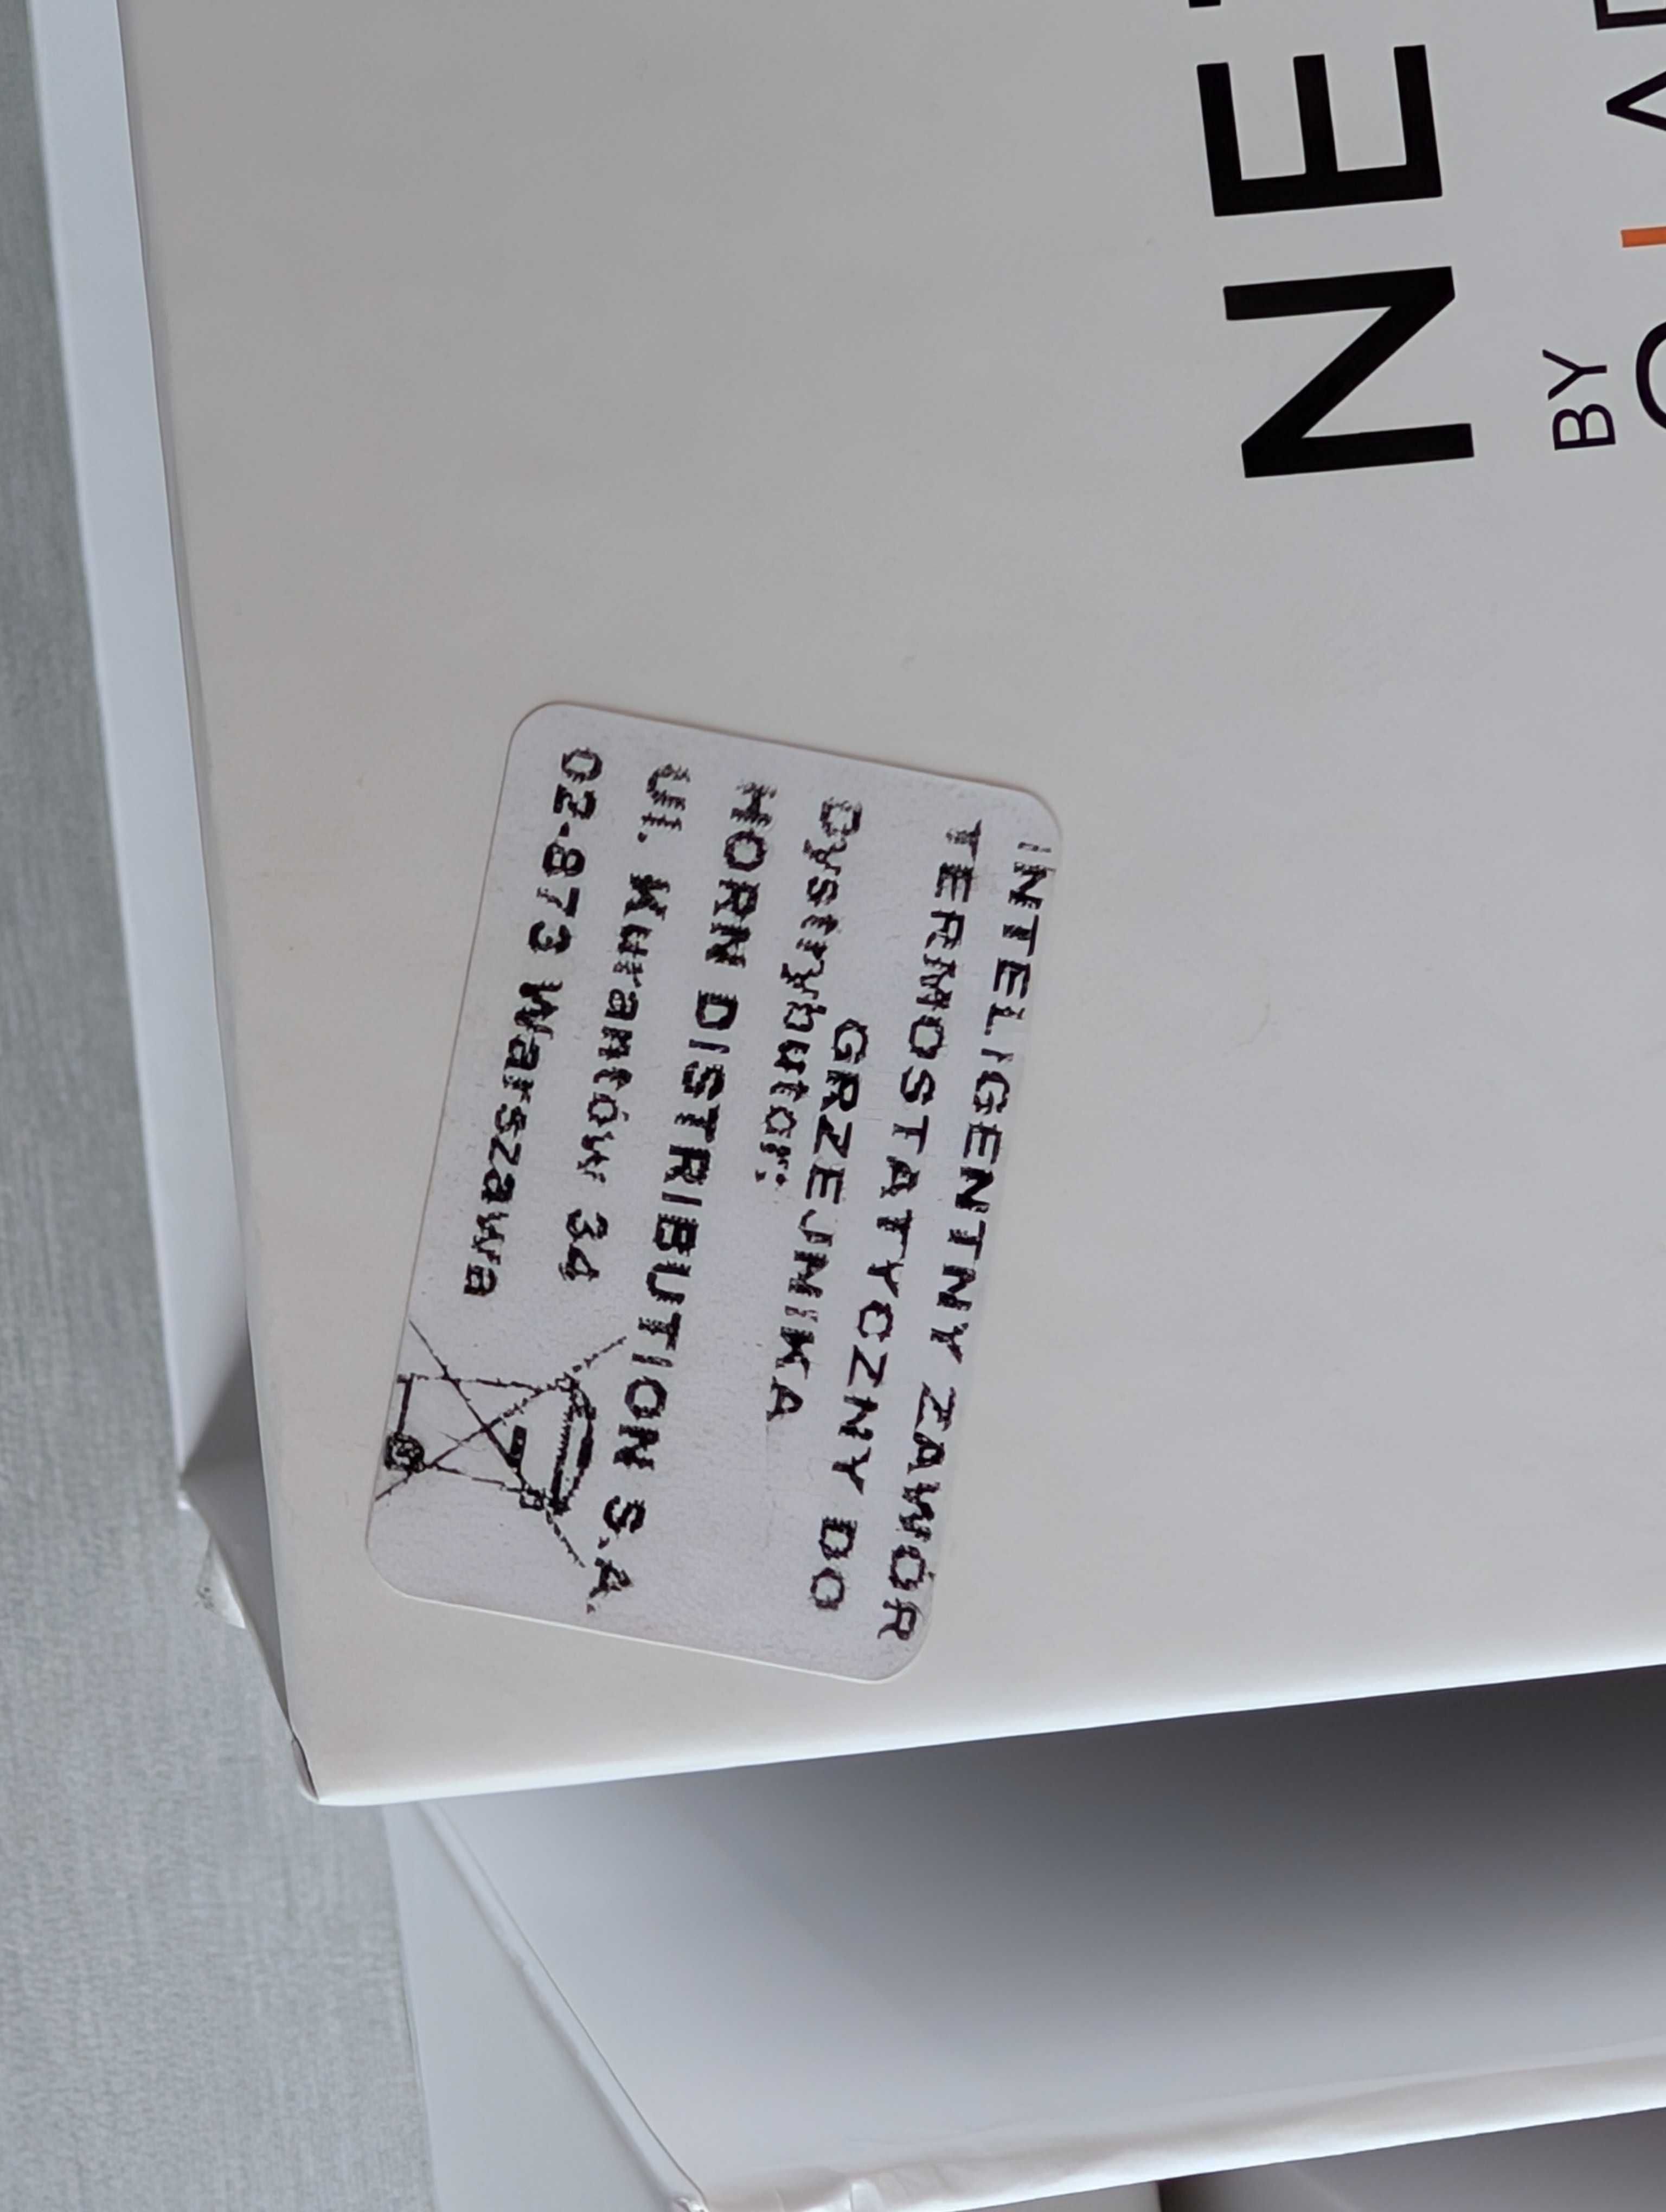 INTELIGENTNY ZAWÓR
TERMOSTATYCZNY DO
GRZEJNIKA
Dystrybutor:
HORN DISTRIBUTION S.A.
Ul. Kurantów 34
02-873 Warszawa
NE
BY